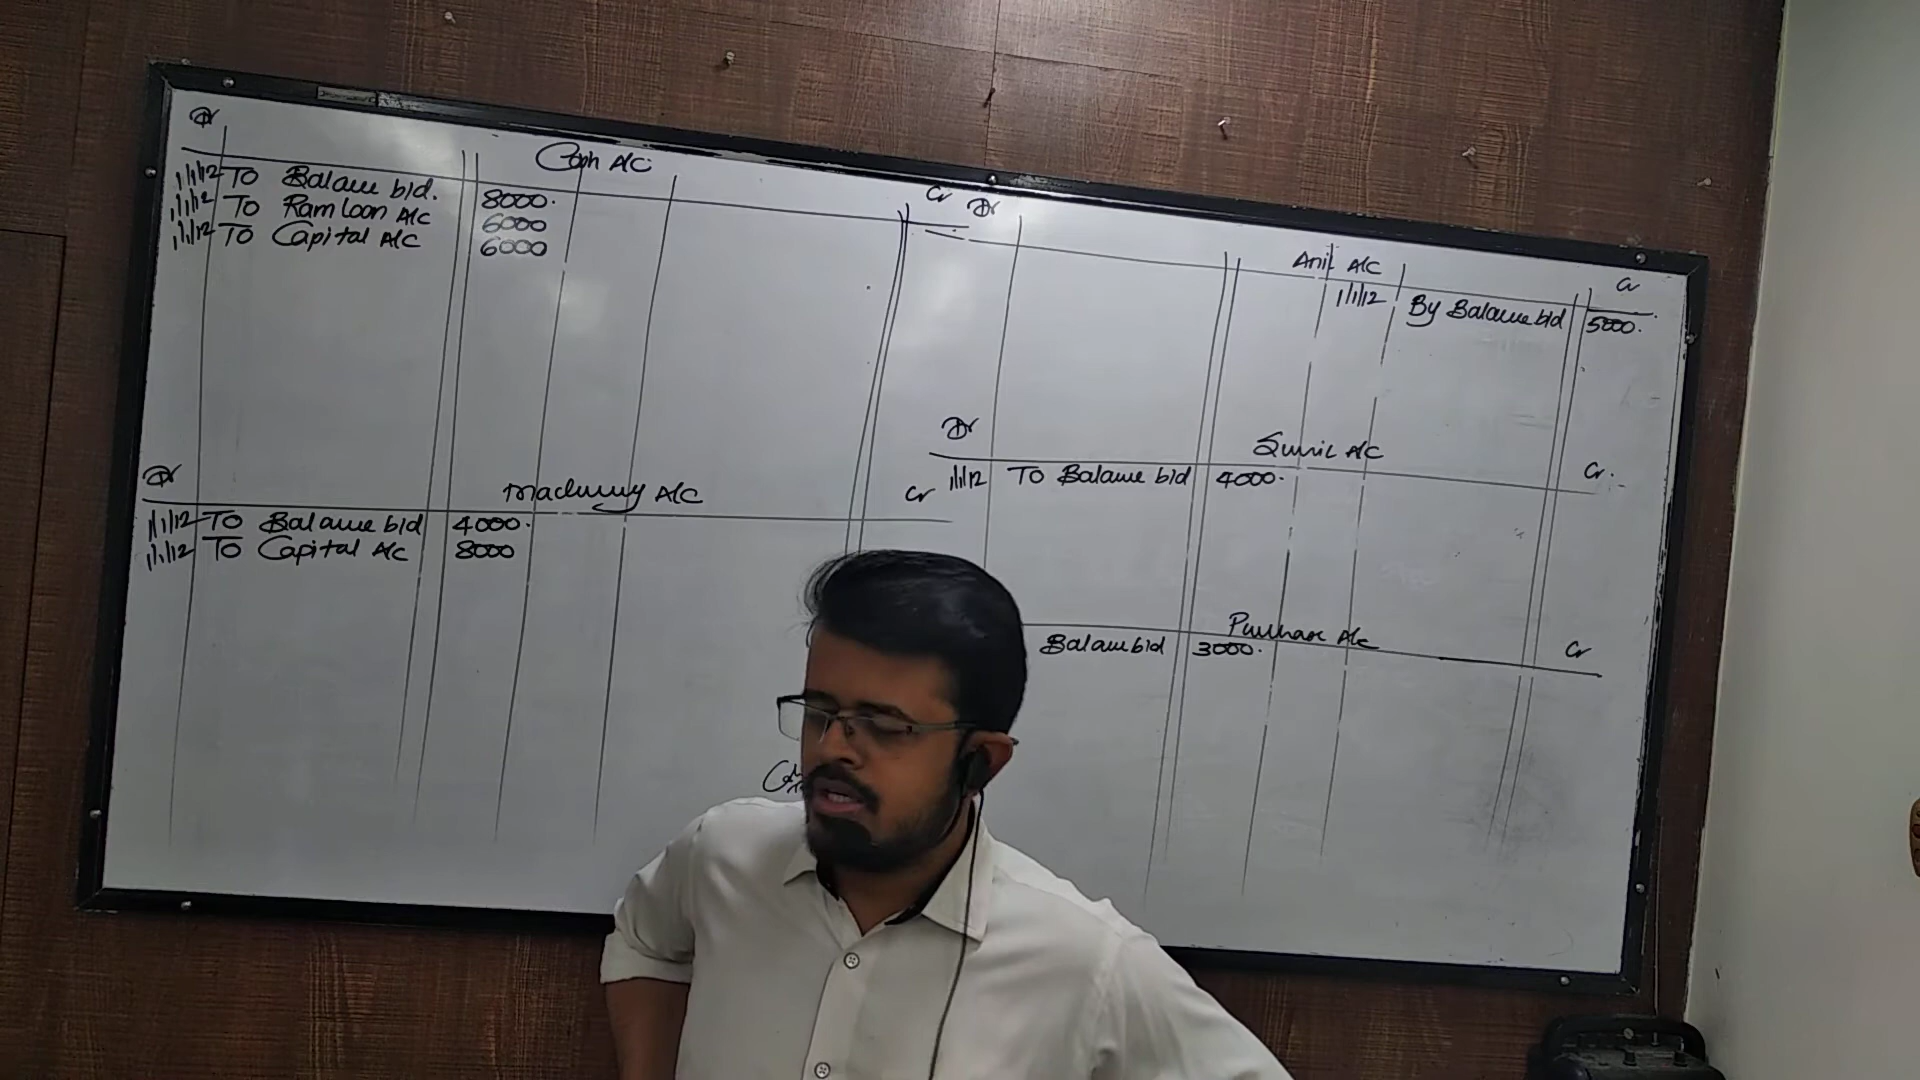 Dr Cash A/C Cr
1/1/12 To Balance b/d. 8000.
1/1/12 To Ram Loan A/C 6000
1/1/12 To Capital A/C 6000
Dr Machinery A/C Cr
1/1/12 To Balance b/d 4000.
1/1/12 To Capital A/C 8000
Dr Anil A/C Cr
1/1/12 By Balance b/d 5000.
Dr Sunil A/C Cr.
1/1/12 To Balance b/d 4000.
Purchase A/c Cr
Balance b/d 3000.